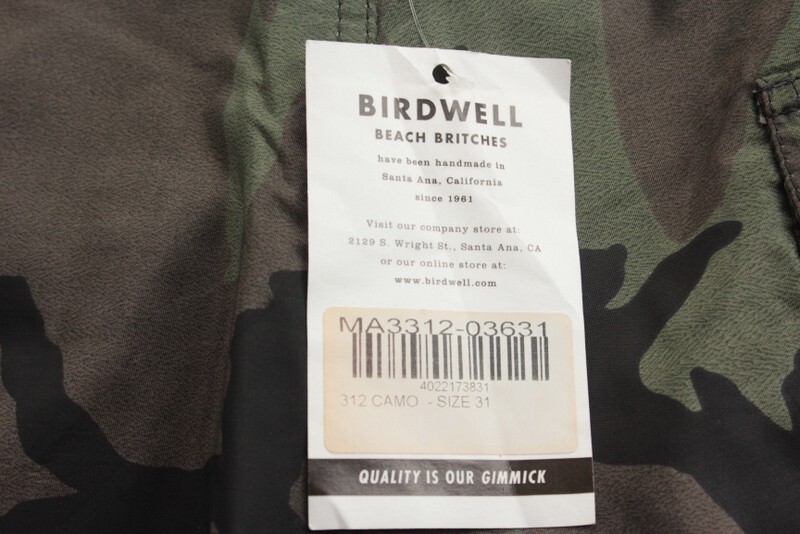 BIRDWELL
BEACH BRITCHES
have been handmade in
Santa Ana, California
since 1961
Visit our company store at:
2129 S. Wright St., Santa Ana, CA
or our online store at:
www.birdwell.com
MA3312-03631
4022173831
312 CAMO - SIZE 31
QUALITY IS OUR GIMMICK